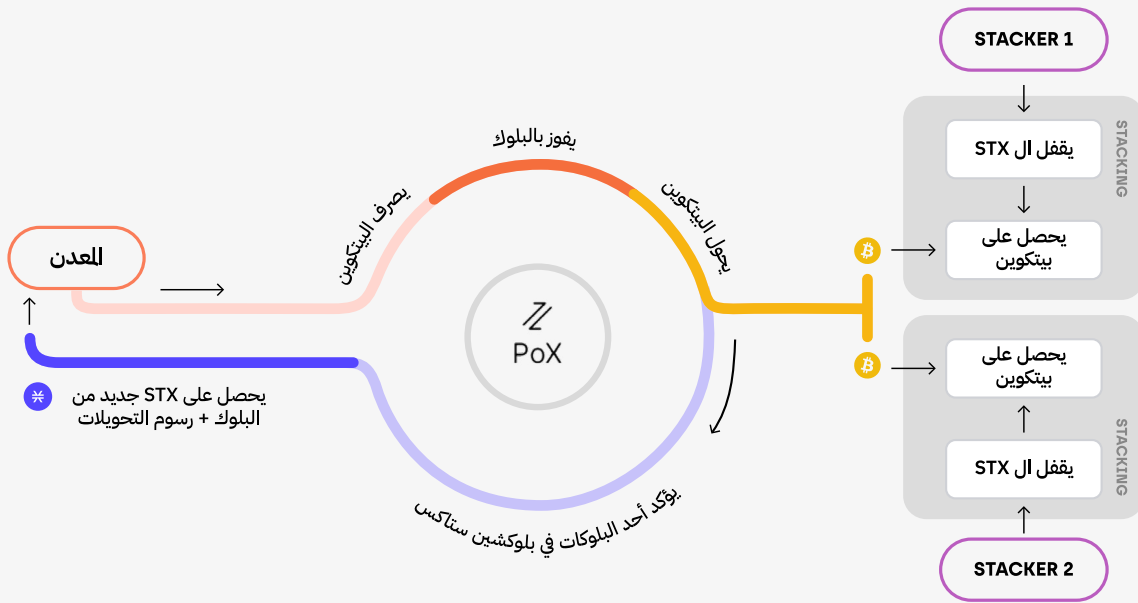 STACKER 1
يقفل ال STX
يحصل على
بيتكوين
STACKING
يفوز بالبلوك
يصرف البيتكوين
يحول البيتكوين
المعدن
PoX
يحصل على STX جديد من
البلوك + رسوم التحويلات
يؤكد أحد البلوكات في بلوكشين ستاكس
يحصل على
بيتكوين
يقفل ال STX
STACKING
STACKER 2